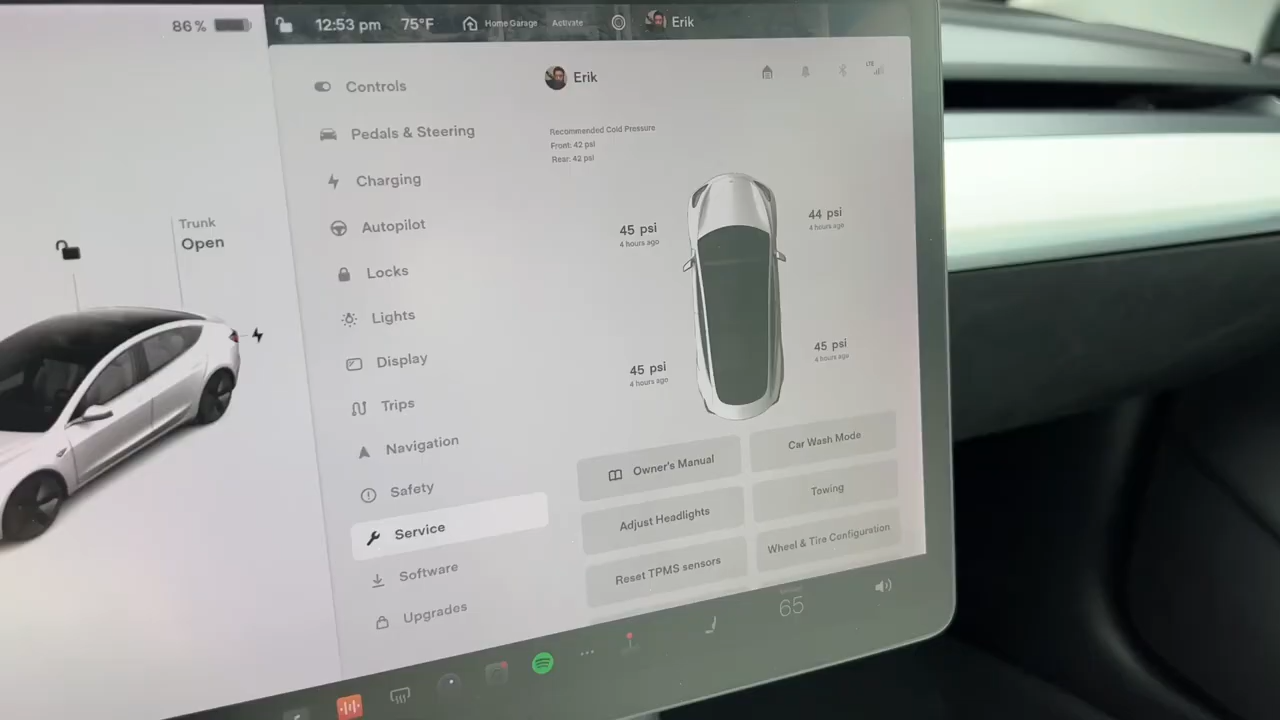 86%
12:53 pm
75°F
Home Garage
Activate
Erik
Trunk
Open
Controls
Pedals & Steering
Charging
Autopilot
Locks
Lights
Display
Trips
Navigation
Safety
Service
Software
Upgrades
Erik
LTE
Recommended Cold Pressure
Front: 42 psi
Rear: 42 psi
45 psi
4 hours ago
44 psi
4 hours ago
45 psi
4 hours ago
45 psi
4 hours ago
Owner's Manual
Car Wash Mode
Adjust Headlights
Towing
Reset TPMS sensors
Wheel & Tire Configuration
65